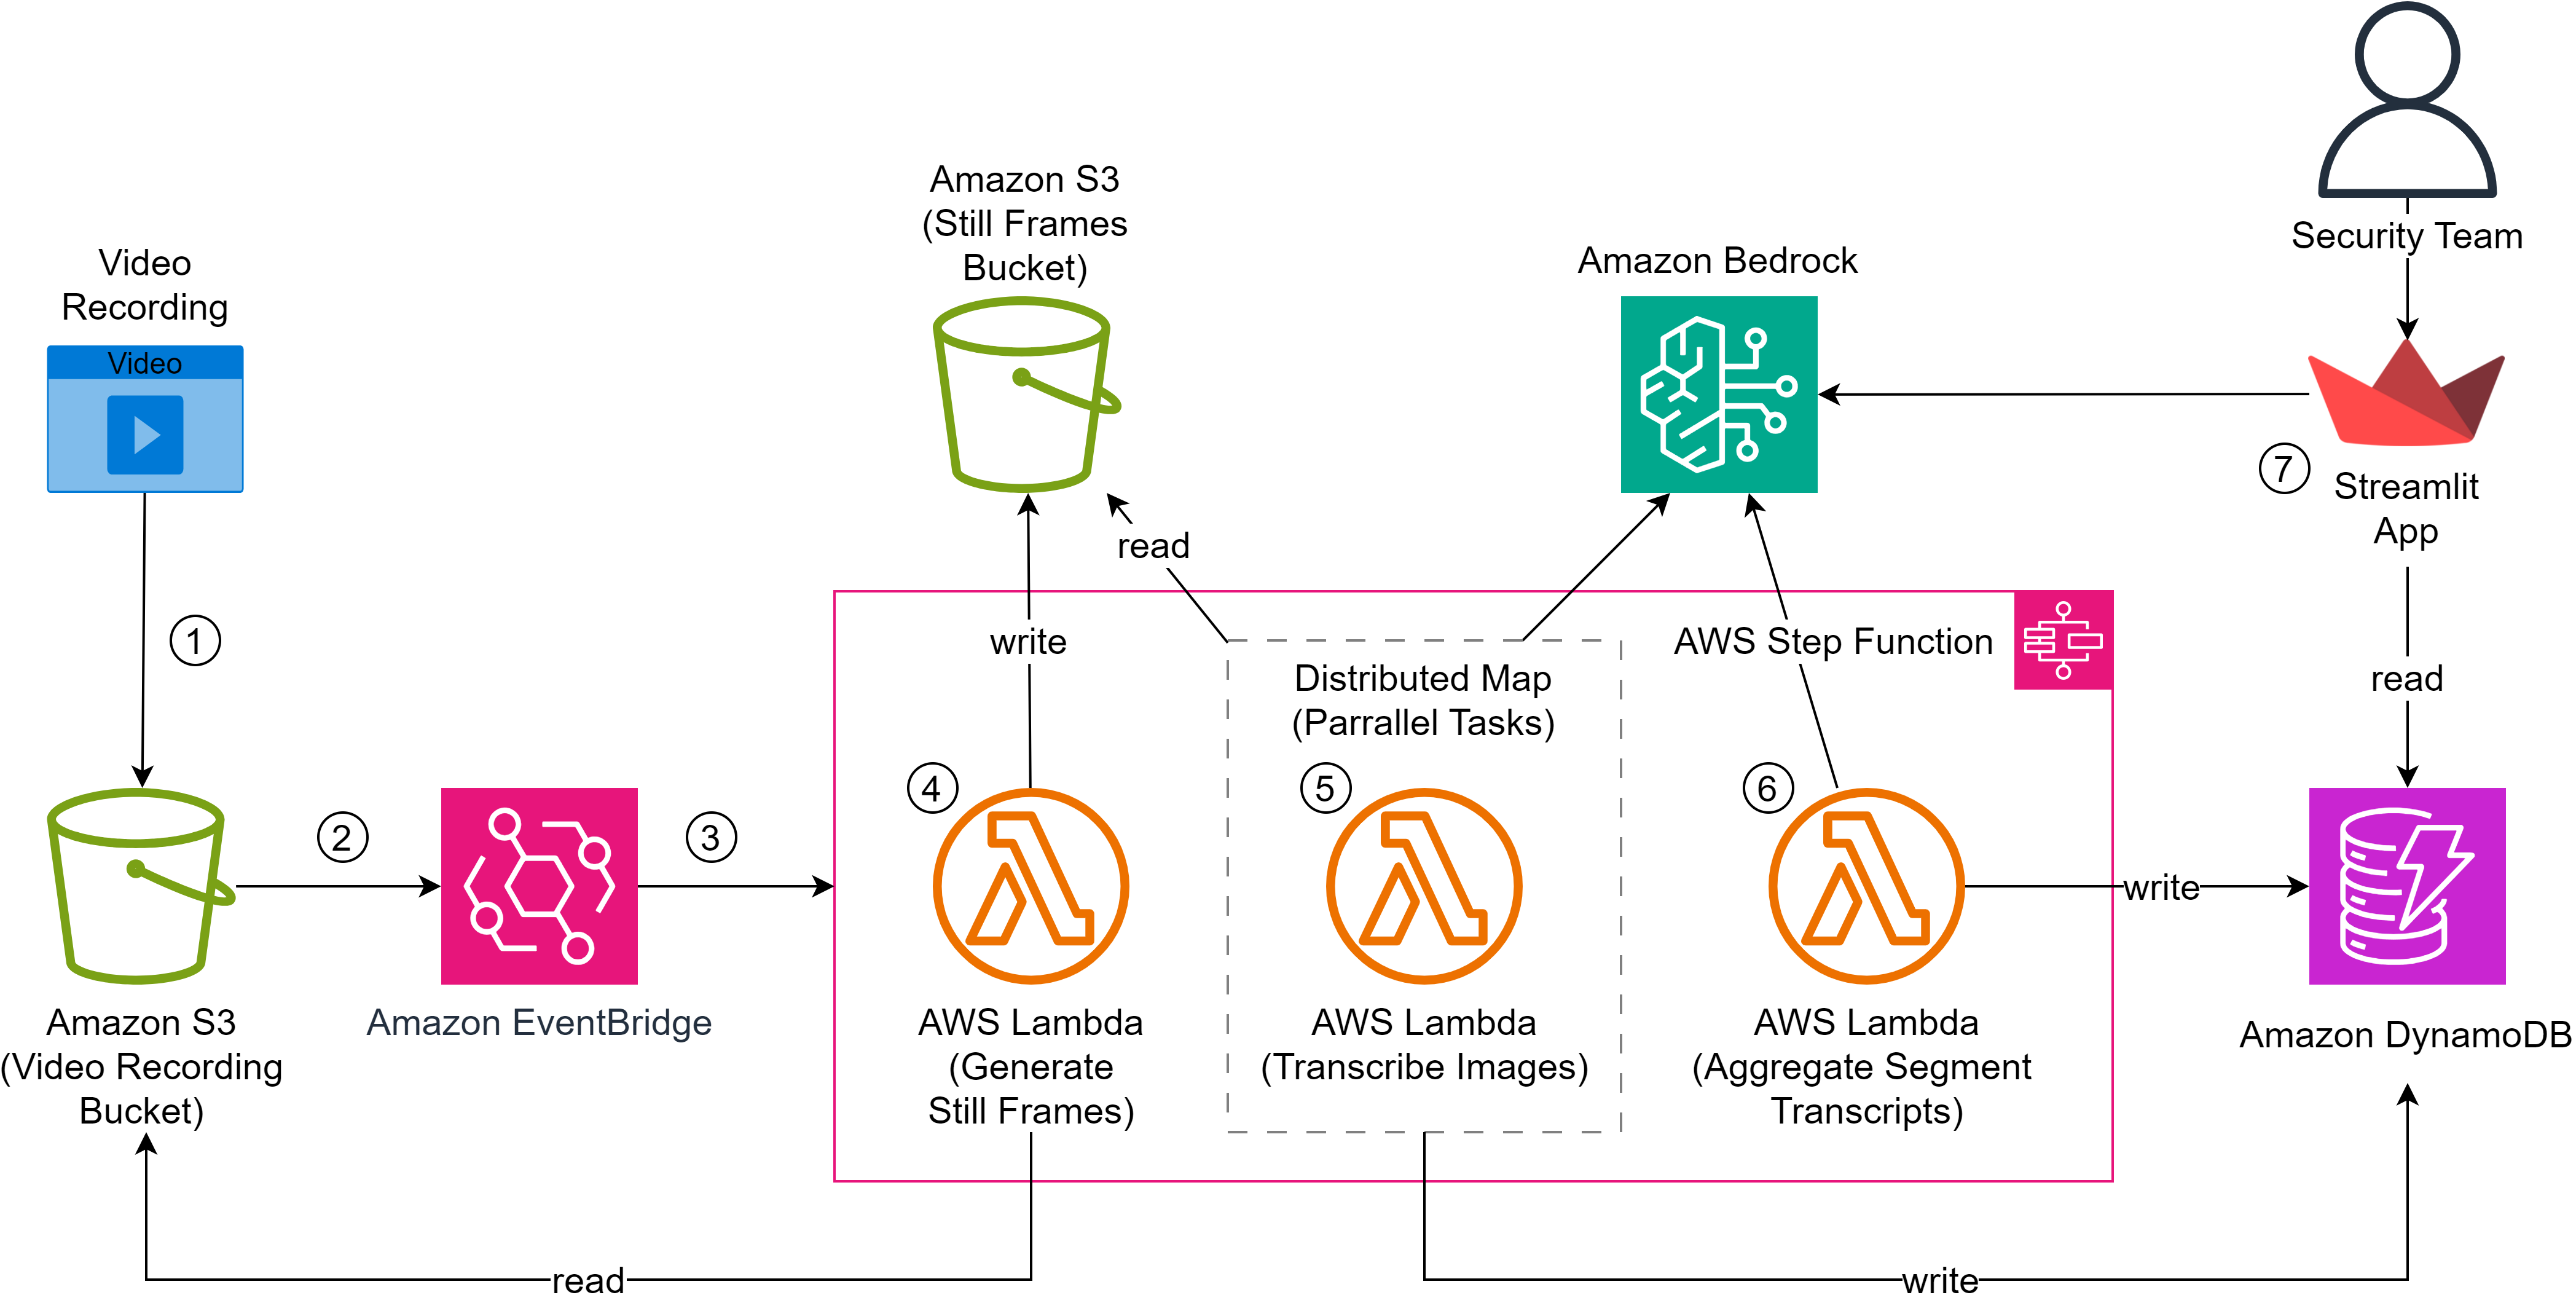 Video
Recording
Video
1
Amazon S3
(Video Recording
Bucket)
2
Amazon EventBridge
3
Amazon S3
(Still Frames
Bucket)
write
read
4
AWS Lambda
(Generate
Still Frames)
read
Distributed Map
(Parrallel Tasks)
5
AWS Lambda
(Transcribe Images)
write
Amazon Bedrock
AWS Step Function
6
AWS Lambda
(Aggregate Segment
Transcripts)
write
Security Team
7
Streamlit
App
read
Amazon DynamoDB